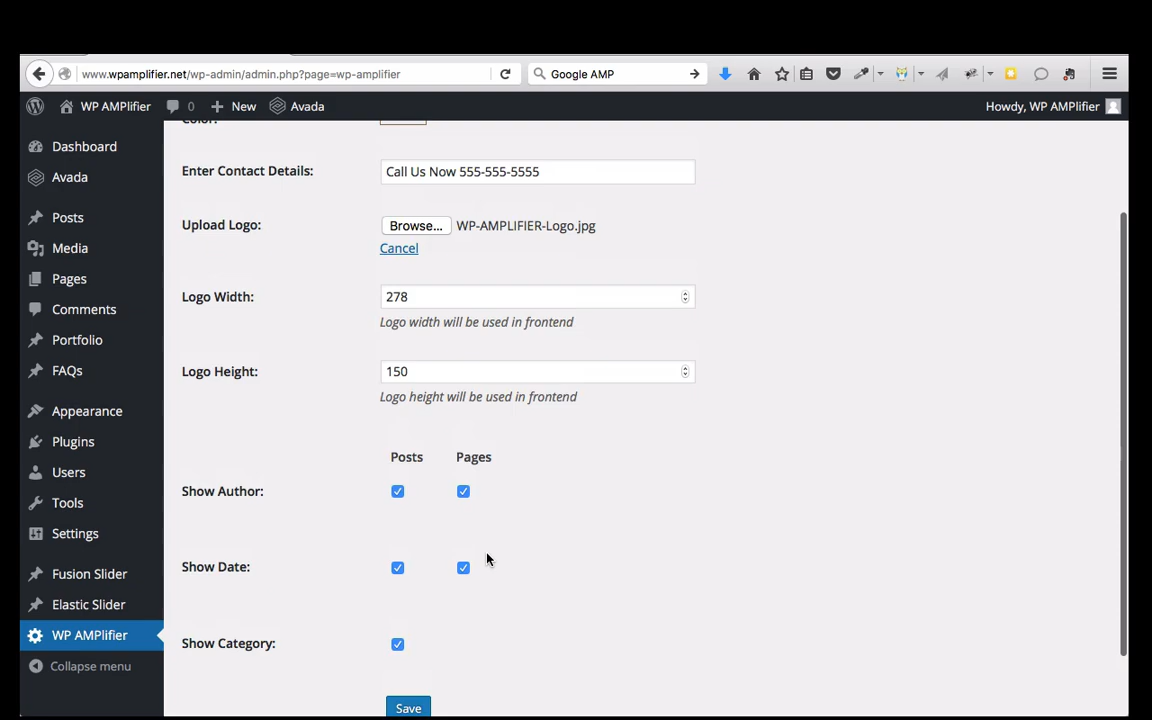 www.wpamplifier.net/wp-admin/admin.php?page=wp-amplifier
Google AMP
WP AMPlifier
0
New
Avada
Howdy, WP AMPlifier
Dashboard
Avada
Posts
Media
Pages
Comments
Portfolio
FAQs
Appearance
Plugins
Users
Tools
Settings
Fusion Slider
Elastic Slider
WP AMPlifier
Collapse menu
Color:
Enter Contact Details:
Call Us Now 555-555-5555
Upload Logo:
Browse...
WP-AMPLIFIER-Logo.jpg
Cancel
Logo Width:
278
Logo width will be used in frontend
Logo Height:
150
Logo height will be used in frontend
Posts Pages
Show Author:
Show Date:
Show Category:
Save